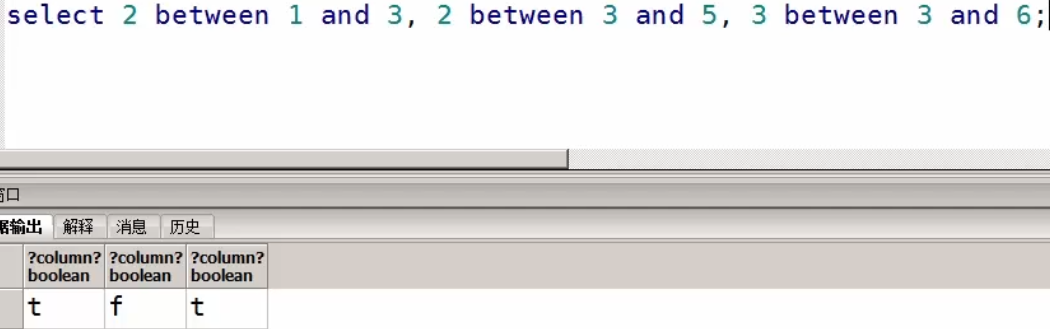 select 2 between 1 and 3, 2 between 3 and 5, 3 between 3 and 6;
窗口
据输出 解释 消息 历史
?column? ?column? ?column?
boolean boolean boolean
t f t